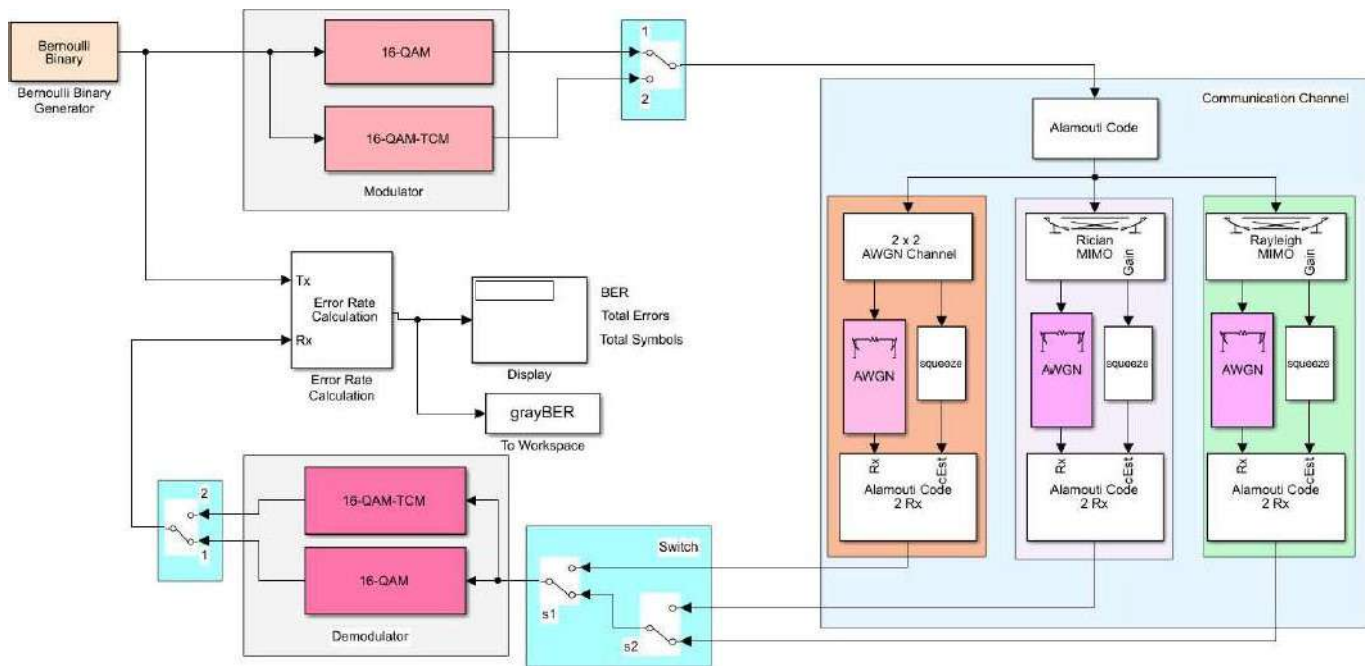 Bernoulli
Binary
Bernoulli Binary
Generator
16-QAM
16-QAM-TCM
Modulator
1
2
Communication Channel
Alamouti Code
2 x 2
AWGN Channel
Rician
MIMO
Gain
Rayleigh
MIMO
Gain
AWGN
squeeze
AWGN
squeeze
AWGN
squeeze
Rx
cEst
Alamouti Code
2 Rx
Rx
cEst
Alamouti Code
2 Rx
Rx
cEst
Alamouti Code
2 Rx
Tx
Rx
Error Rate
Calculation
Error Rate
Calculation
BER
Total Errors
Total Symbols
Display
grayBER
To Workspace
2
1
16-QAM-TCM
16-QAM
Demodulator
Switch
s1
s2